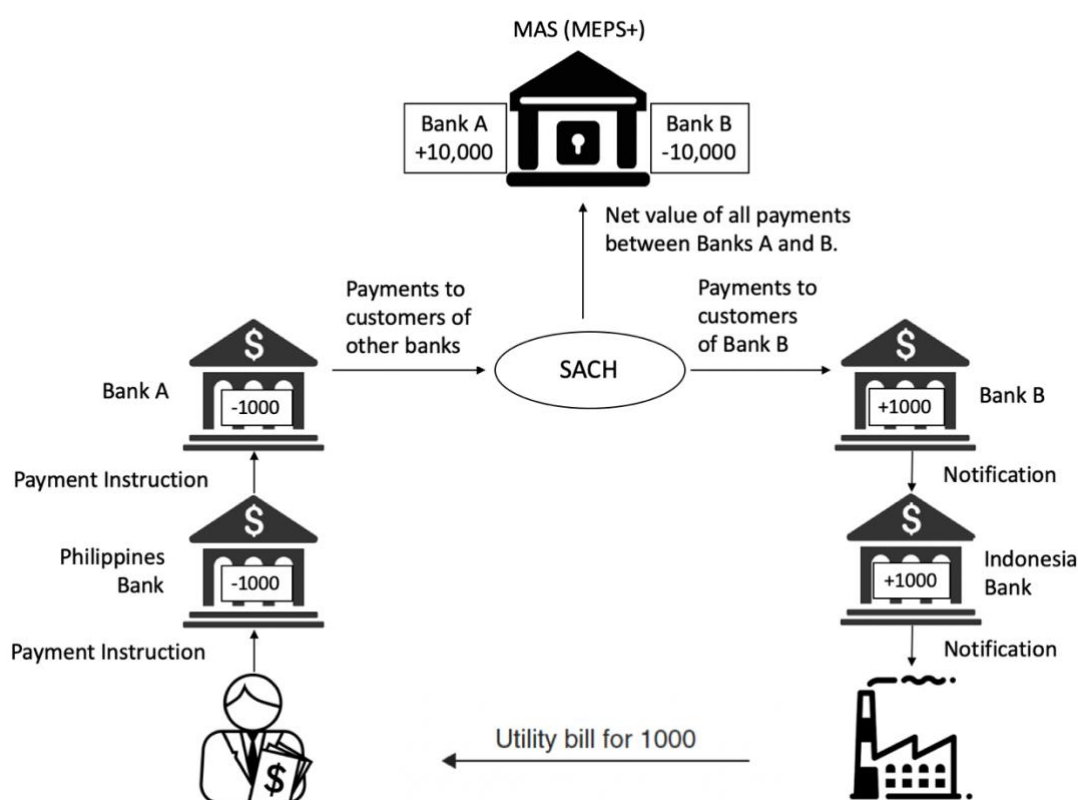 MAS (MEPS+)
Bank A
+10,000
Bank B
-10,000
Net value of all payments
between Banks A and B.
Payments to
customers of
other banks
Payments to
customers
of Bank B
SACH
$
Bank A
-1000
$
+1000
Bank B
Payment Instruction
Notification
$
Philippines
Bank
-1000
$
+1000
Indonesia
Bank
Payment Instruction
Notification
Utility bill for 1000
$